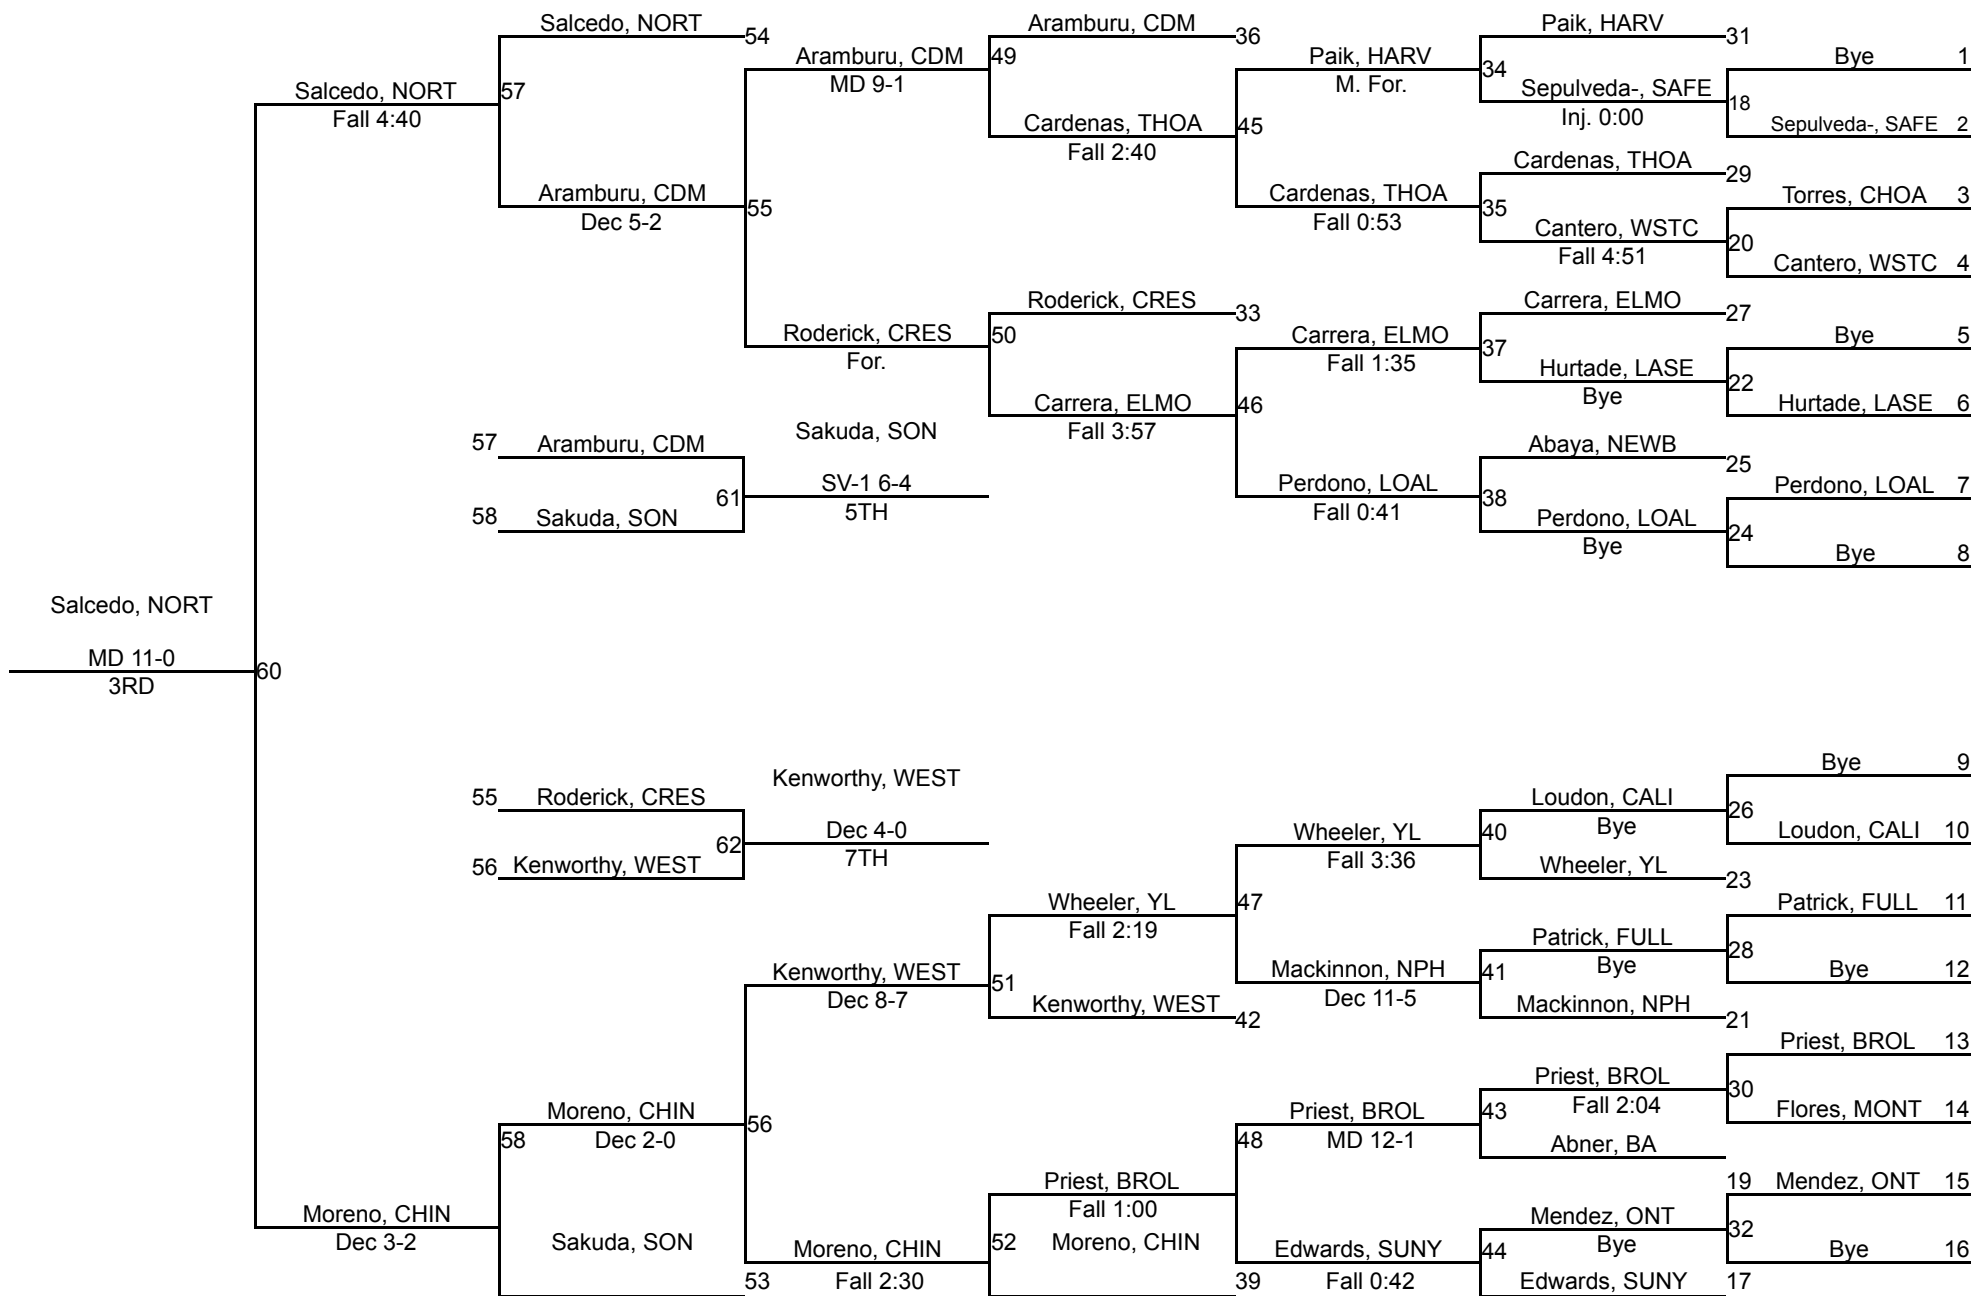 Salcedo, NORT
54
Aramburu, CDM
36
Paik, HARV
31
Aramburu, CDM
49
MD 9-1
Paik, HARV
34
M. For.
Bye 1
Salcedo, NORT
57
Fall 4:40
Sepulveda-, SAFE
18
Inj. 0:00
Sepulveda-, SAFE 2
Cardenas, THOA
45
Fall 2:40
Cardenas, THOA
29
Aramburu, CDM
55
Dec 5-2
Cardenas, THOA
35
Fall 0:53
Torres, CHOA 3
Cantero, WSTC
20
Fall 4:51
Cantero, WSTC 4
Roderick, CRES
33
Carrera, ELMO
27
Roderick, CRES
50
For.
Carrera, ELMO
37
Fall 1:35
Bye 5
Hurtade, LASE
22
Bye
Carrera, ELMO
46
Fall 3:57
Hurtade, LASE 6
57 Aramburu, CDM
Sakuda, SON
61
SV-1 6-4
5TH
58 Sakuda, SON
Abaya, NEWB
25
Perdono, LOAL
38
Fall 0:41
Perdono, LOAL 7
Perdono, LOAL
24
Bye
Bye 8
Salcedo, NORT
MD 11-0
60
3RD
Bye 9
Kenworthy, WEST
55 Roderick, CRES
62
Dec 4-0
7TH
56 Kenworthy, WEST
Loudon, CALI
26
Bye
Loudon, CALI 10
Wheeler, YL
40
Fall 3:36
Wheeler, YL
23
Wheeler, YL
47
Fall 2:19
Patrick, FULL 11
Patrick, FULL
28
Bye
Bye 12
Kenworthy, WEST
51
Dec 8-7
Mackinnon, NPH
41
Dec 11-5
Kenworthy, WEST
42
Mackinnon, NPH
21
Priest, BROL 13
Priest, BROL
30
Fall 2:04
Flores, MONT 14
Moreno, CHIN
56
58
Dec 2-0
Priest, BROL
43
48
MD 12-1
Abner, BA
19
Mendez, ONT 15
Priest, BROL
Fall 1:00
Moreno, CHIN
Dec 3-2
Mendez, ONT
32
Bye
Bye 16
Sakuda, SON
53
Moreno, CHIN
52
Fall 2:30
Moreno, CHIN
39
Edwards, SUNY
44
Fall 0:42
Edwards, SUNY
17